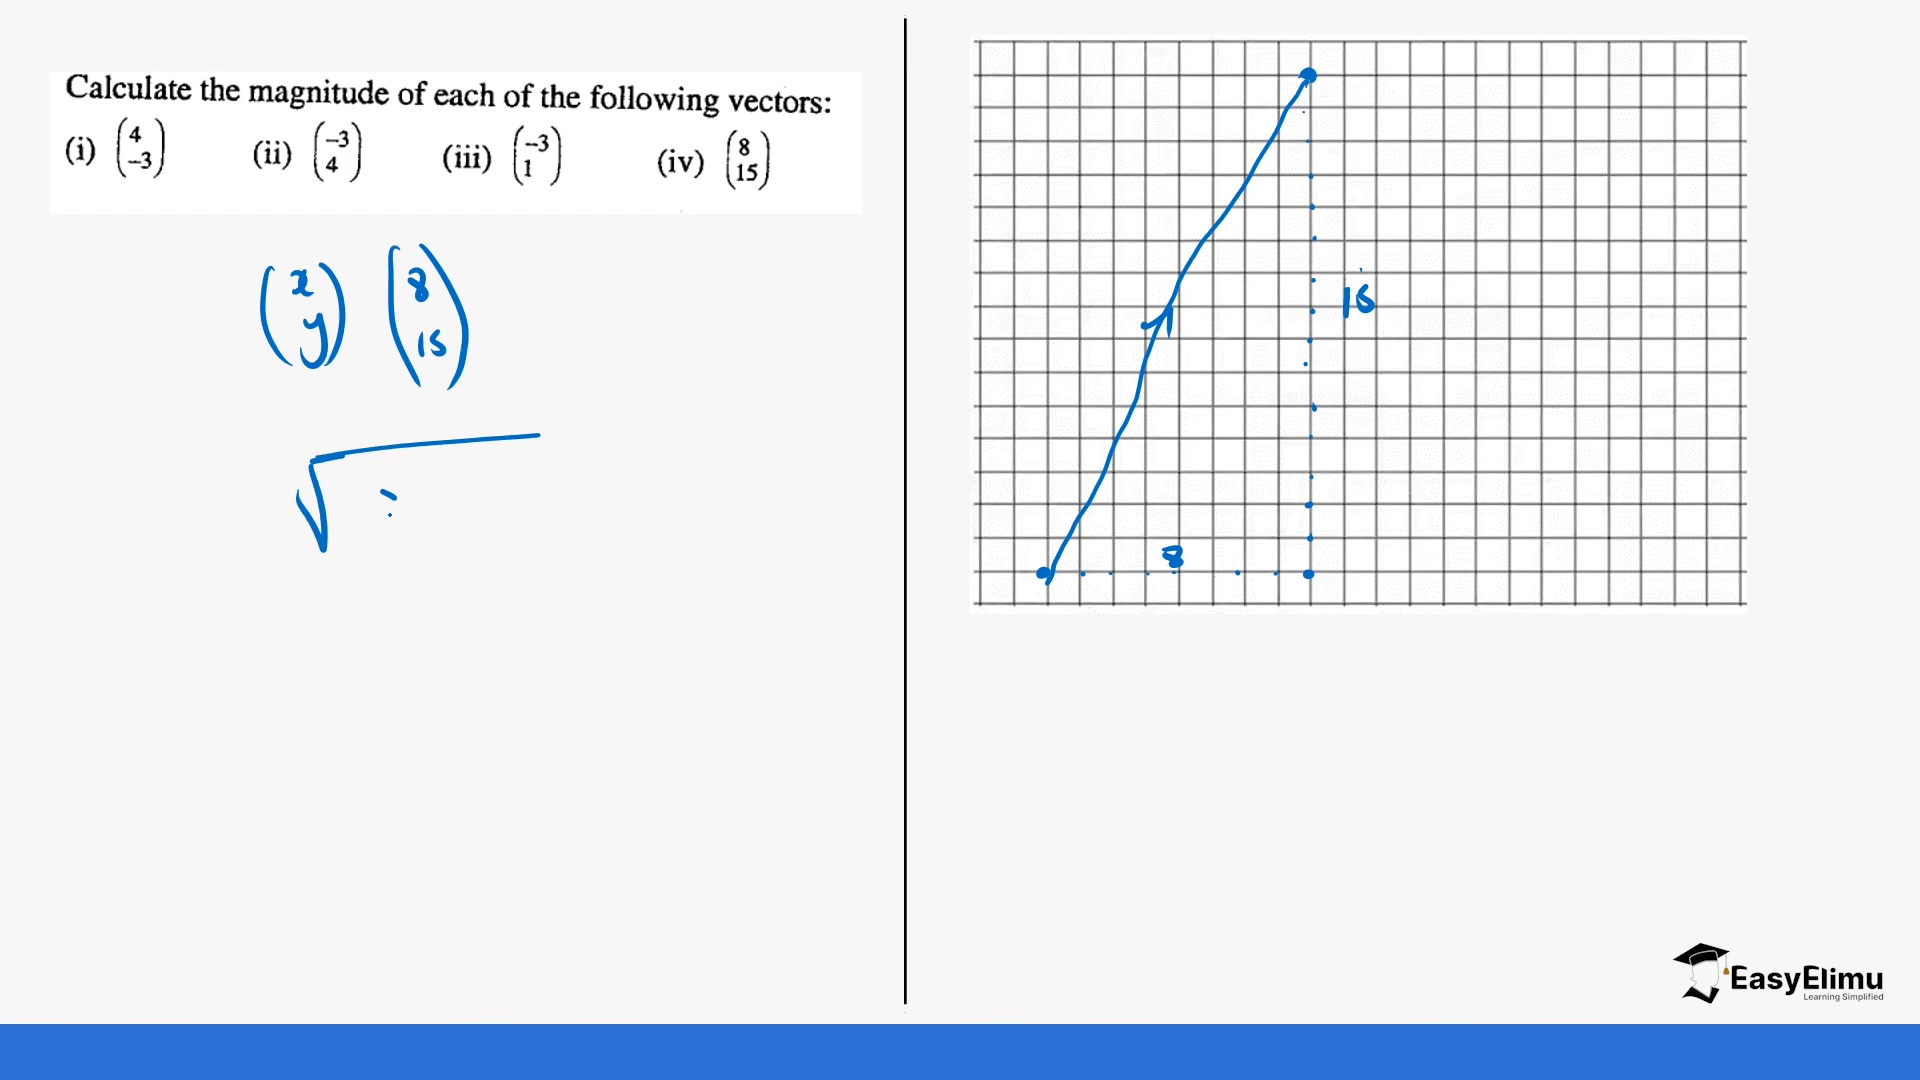 Calculate the magnitude of each of the following vectors:
(i) (4 -3) (ii) (-3 4) (iii) (-3 1) (iv) (8 15)
(x y) (8 15)
√
15
8
EasyElimu
Learning Simplified